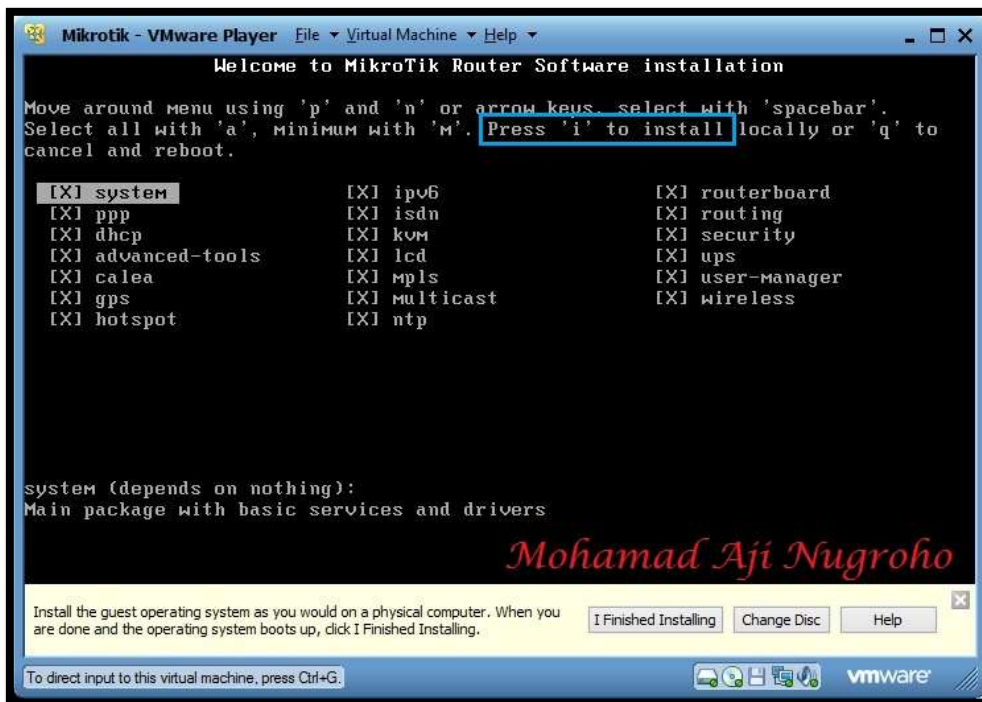 Mikrotik - VMware Player File Virtual Machine Help
Welcome to MikroTik Router Software installation
Move around menu using 'p' and 'n' or arrow keys, select with 'spacebar'.
Select all with 'a', minimum with 'm'. Press 'i' to install locally or 'q' to
cancel and reboot.
[X] system [X] ipv6 [X] routerboard
[X] ppp [X] isdn [X] routing
[X] dhcp [X] kvm [X] security
[X] advanced-tools [X] lcd [X] ups
[X] calea [X] mpls [X] user-manager
[X] gps [X] multicast [X] wireless
[X] hotspot [X] ntp
system (depends on nothing):
Main package with basic services and drivers
Mohamad Aji Nugroho
Install the guest operating system as you would on a physical computer. When you
are done and the operating system boots up, click I Finished Installing.
I Finished Installing Change Disc Help
To direct input to this virtual machine, press Ctrl+G.
vmware